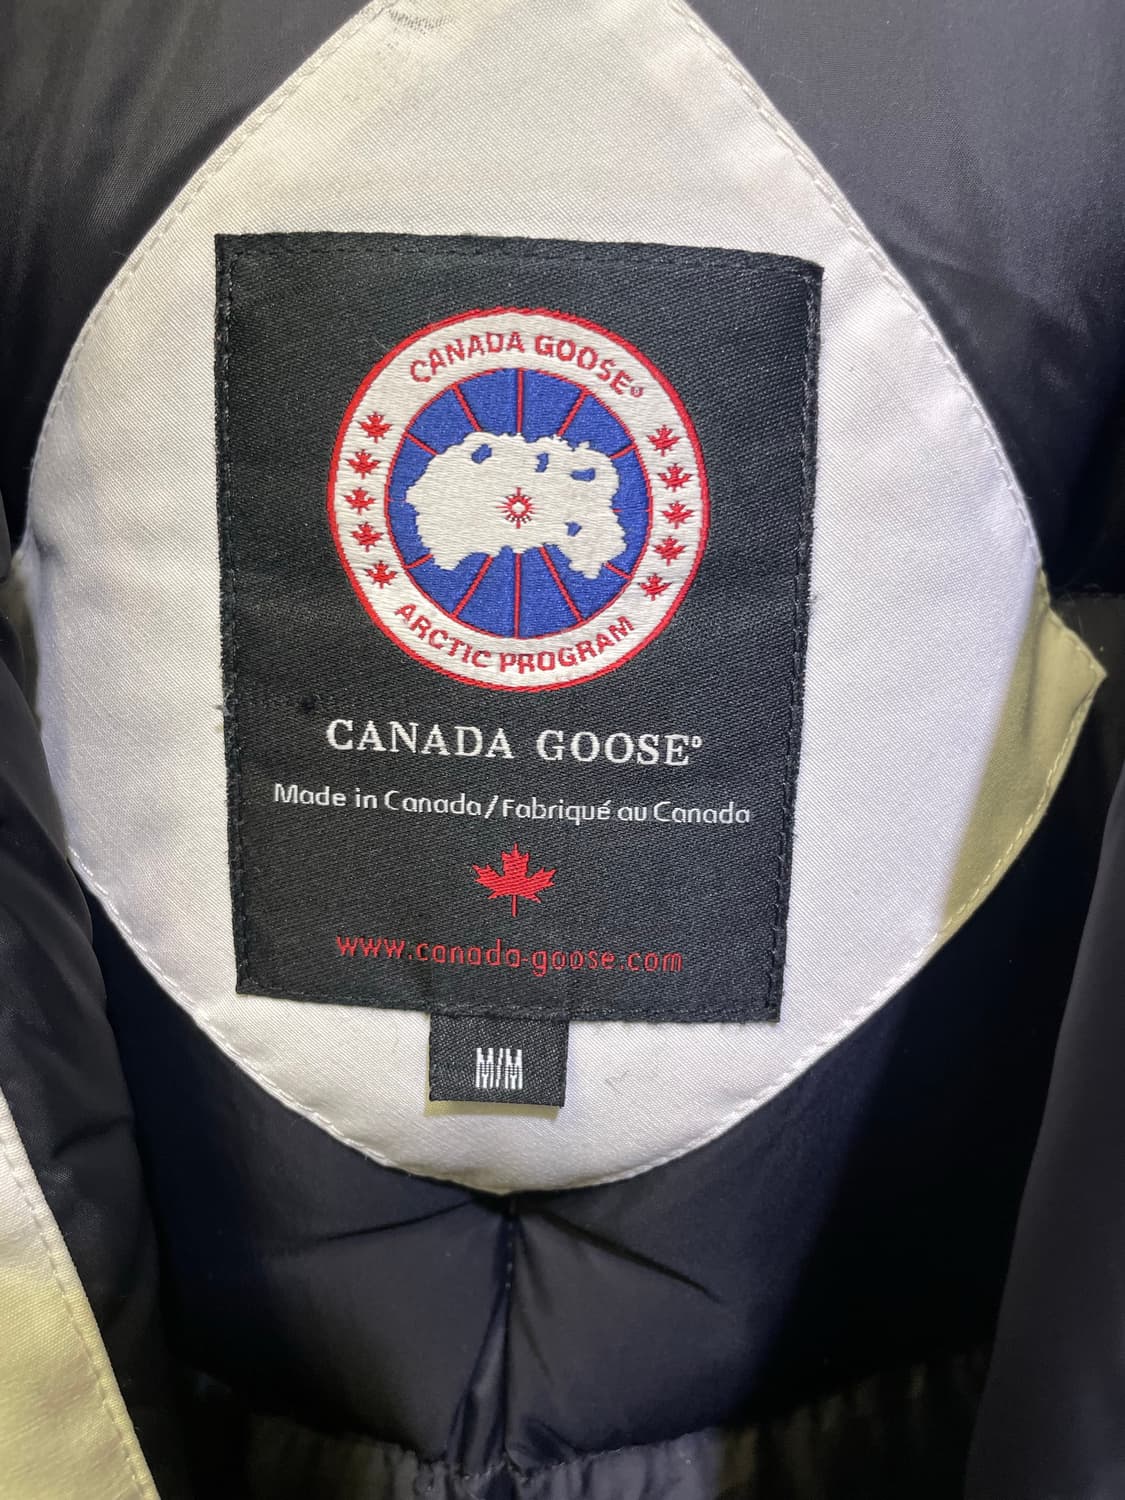 CANADA GOOSE®
ARCTIC PROGRAM
CANADA GOOSE®
Made in Canada/Fabriqué au Canada
www.canada-goose.com
M/M